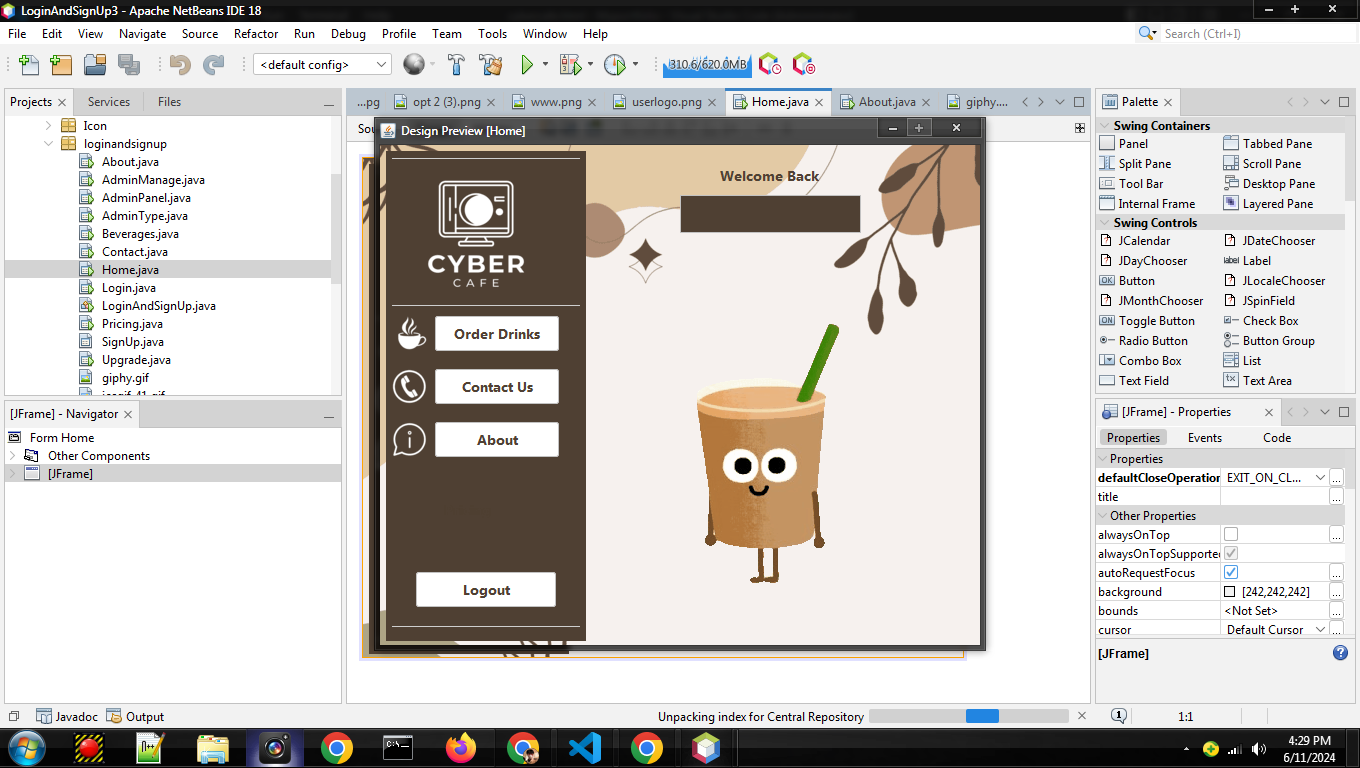 LoginAndSignUp3 - Apache NetBeans IDE 18
File Edit View Navigate Source Refactor Run Debug Profile Team Tools Window Help
Search (Ctrl+I)
<default config>
310.6/620.0MB
Projects
Services
Files
...pg
opt 2 (3).png
www.png
userlogo.png
Home.java
About.java
giphy....
Palette
Icon
loginandsignup
About.java
AdminManage.java
AdminPanel.java
AdminType.java
Beverages.java
Contact.java
Home.java
Login.java
LoginAndSignUp.java
Pricing.java
SignUp.java
Upgrade.java
giphy.gif
[JFrame] - Navigator
Form Home
Other Components
[JFrame]
Sou
Design Preview [Home]
CYBER
CAFE
Order Drinks
Contact Us
About
Logout
Welcome Back
Swing Containers
Panel
Tabbed Pane
Split Pane
Scroll Pane
Tool Bar
Desktop Pane
Internal Frame
Layered Pane
Swing Controls
JCalendar
JDateChooser
JDayChooser
label Label
OK Button
JLocaleChooser
JMonthChooser
JSpinField
ON Toggle Button
Check Box
Radio Button
Button Group
Combo Box
List
Text Field
Text Area
[JFrame] - Properties
Properties
Events
Code
Properties
defaultCloseOperation
EXIT_ON_CL...
...
title
...
Other Properties
alwaysOnTop
...
alwaysOnTopSupported
autoRequestFocus
...
background
[242,242,242]
...
bounds
<Not Set>
...
cursor
Default Cursor
...
[JFrame]
Javadoc
Output
Unpacking index for Central Repository
1
1:1
4:29 PM
6/11/2024